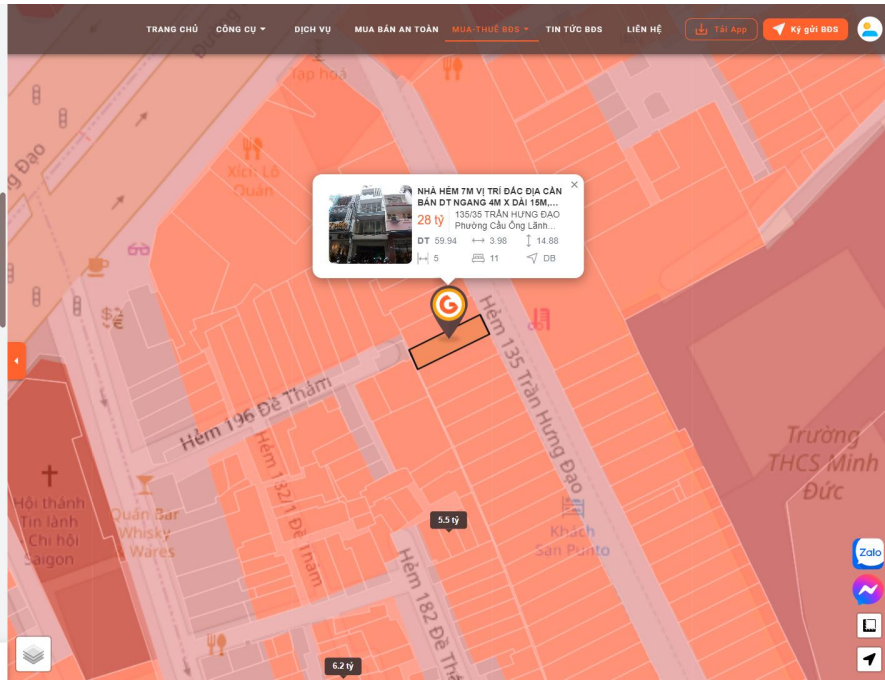 TRANG CHỦ CÔNG CỤ DỊCH VỤ MUA BÁN AN TOÀN MUA-THUÊ BĐS TIN TỨC BĐS LIÊN HỆ Tải App Ký gửi BĐS
Tạp hoá
Xích Lô
Quán
NHÀ HẺM 7M VỊ TRÍ ĐẮC ĐỊA CẦN
BÁN DT NGANG 4M X DÀI 15M,...
28 tỷ
135/35 TRẦN HƯNG ĐẠO
Phường Cầu Ông Lãnh...
DT 59.94 3.98 14.88
5 11 DB
G
Hẻm 135 Trần Hưng Đạo
Hẻm 196 Đề Thám
Hẻm 132/1 Đề Thám
Trường
THCS Minh
Đức
Hội thánh
Tin lành
- Chi hội
Saigon
Quán Bar
Whisky
& Wares
5.5 tỷ
Khách
Sạn Punto
Hẻm 182 Đề Thá
Zalo
6.2 tỷ